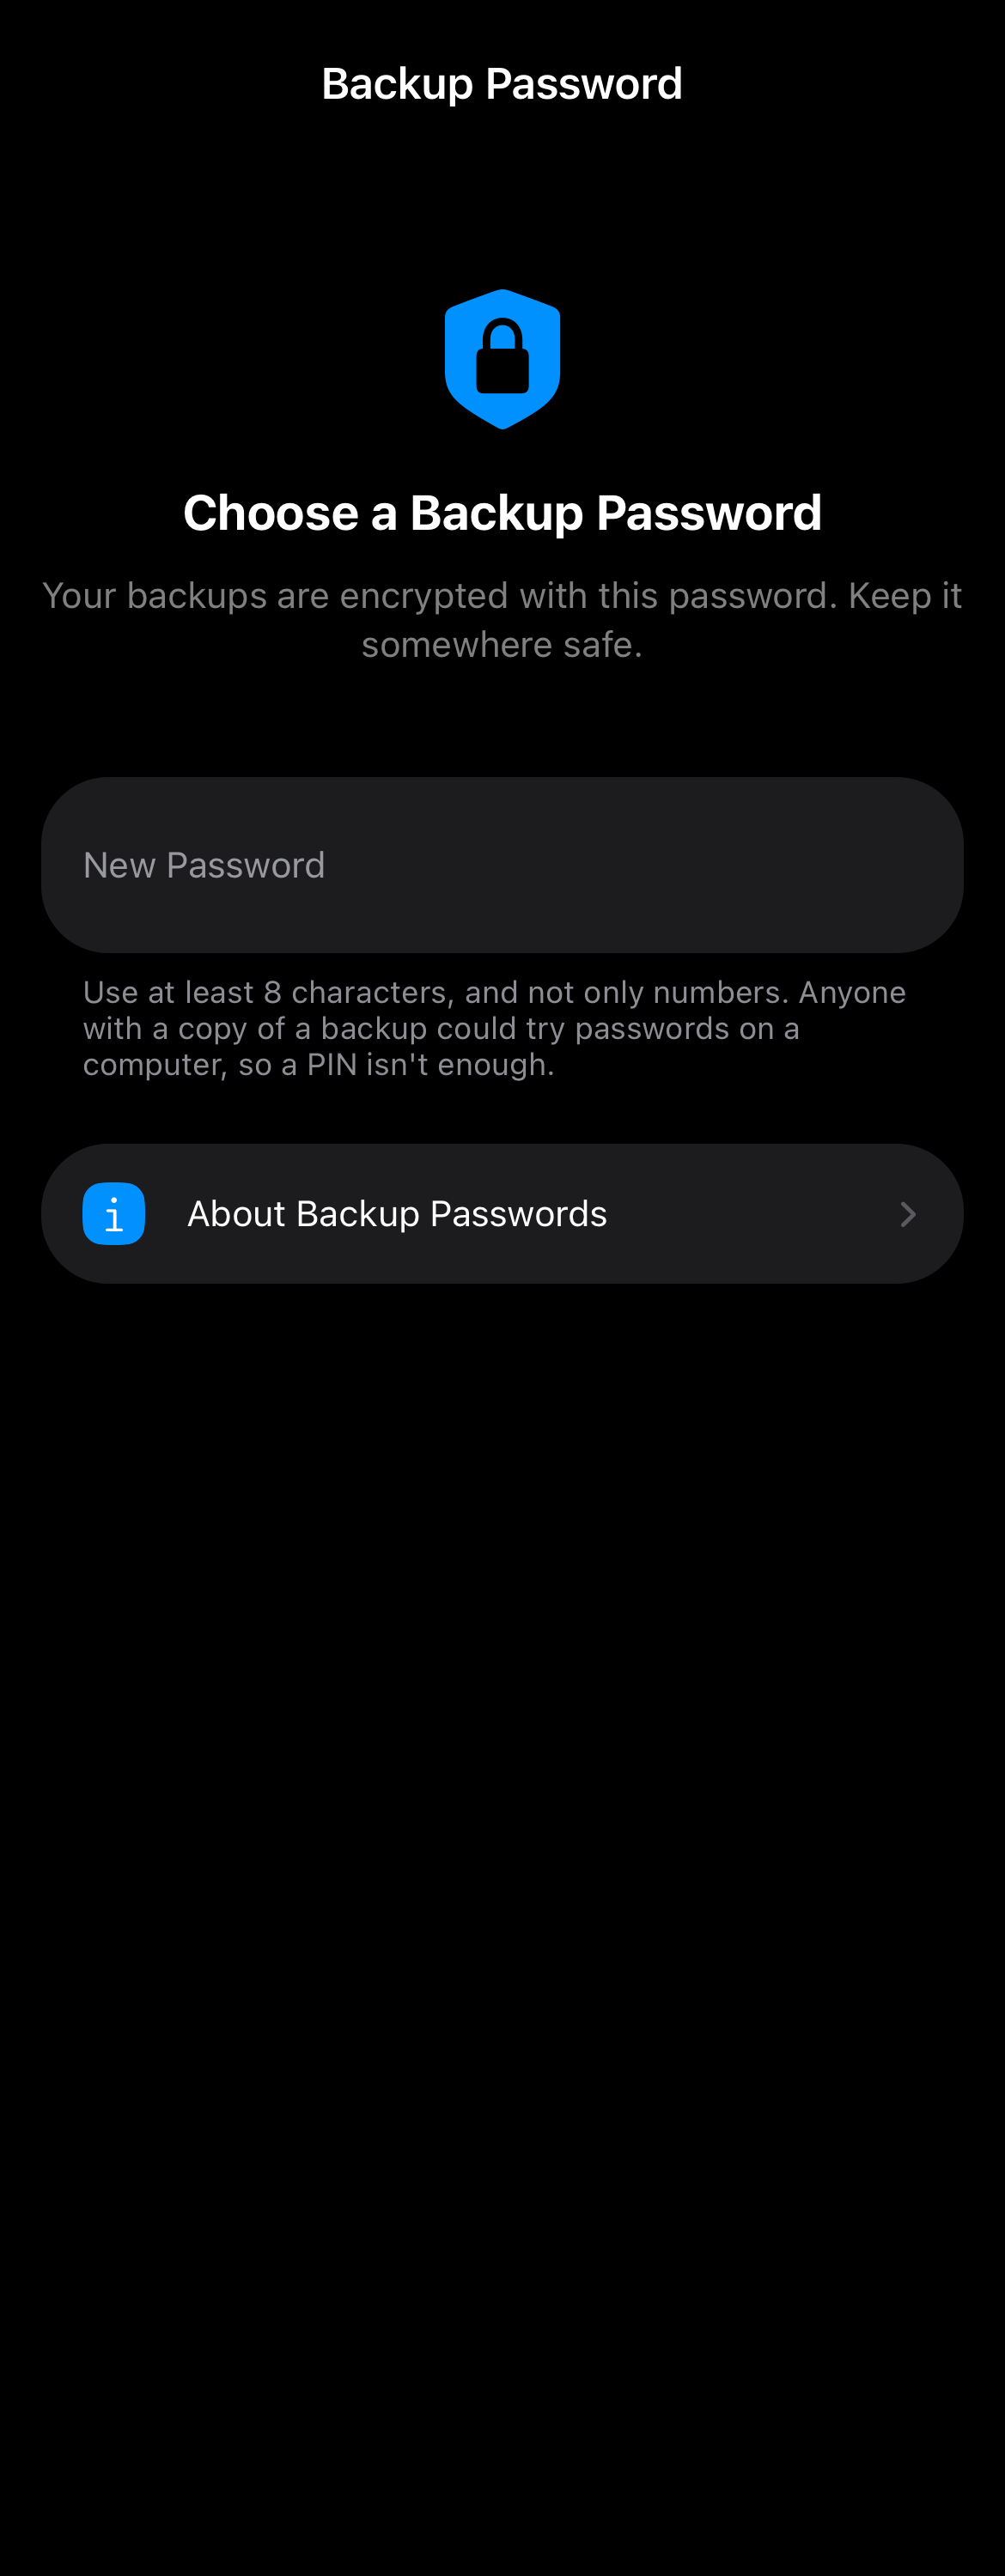 Backup Password
Choose a Backup Password
Your backups are encrypted with this password. Keep it
somewhere safe.
New Password
Use at least 8 characters, and not only numbers. Anyone
with a copy of a backup could try passwords on a
computer, so a PIN isn't enough.
About Backup Passwords